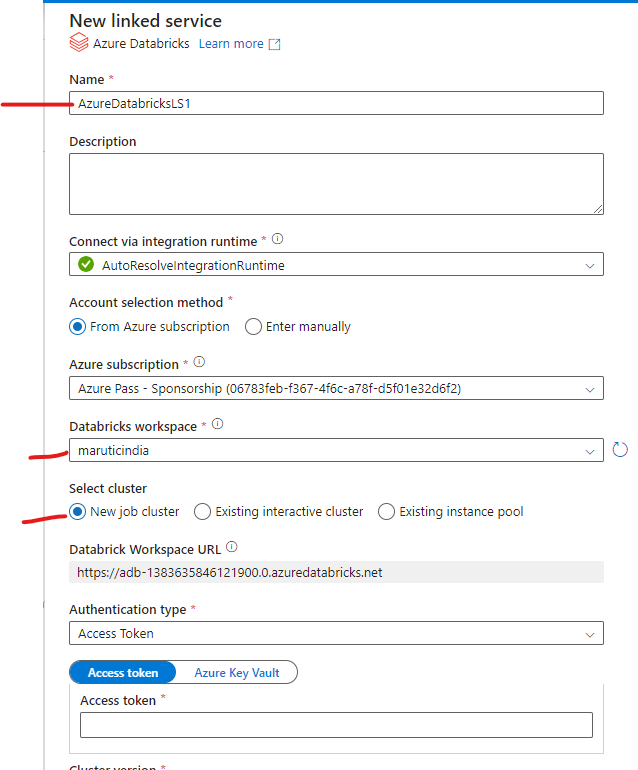 New linked service
Azure Databricks Learn more
Name *
AzureDatabricksLS1
Description
Connect via integration runtime *
AutoResolveIntegrationRuntime
Account selection method *
From Azure subscription Enter manually
Azure subscription *
Azure Pass - Sponsorship (06783feb-f367-4f6c-a78f-d5f01e32d6f2)
Databricks workspace *
maruticindia
Select cluster
New job cluster Existing interactive cluster Existing instance pool
Databrick Workspace URL
https://adb-1383635846121900.0.azuredatabricks.net
Authentication type *
Access Token
Access token Azure Key Vault
Access token *
Cluster version *